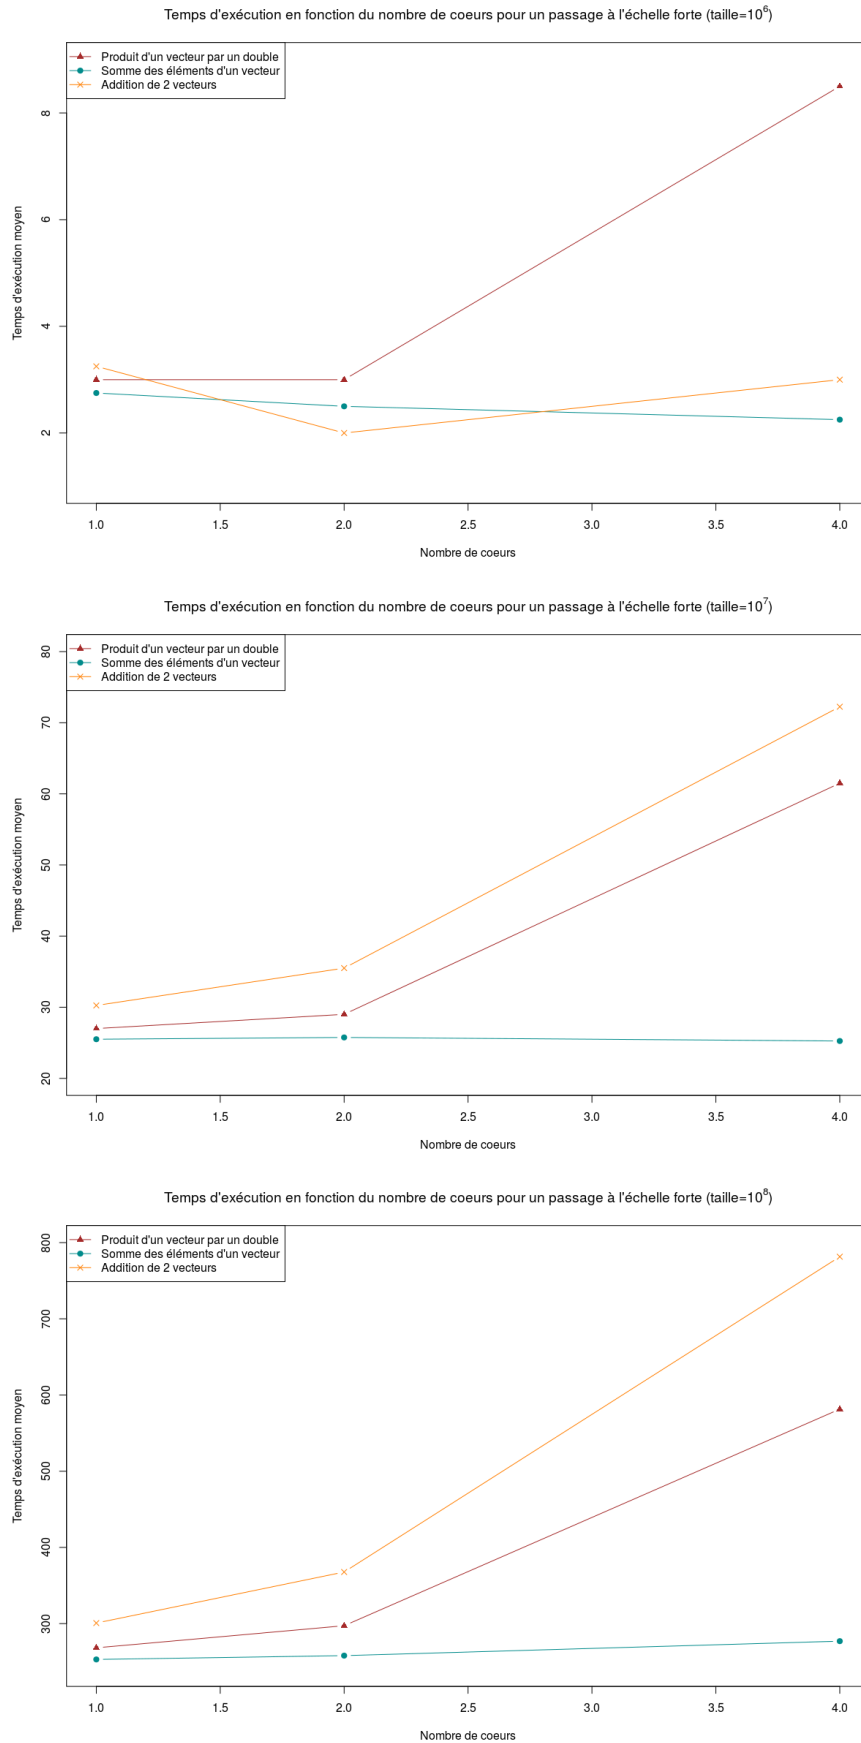 Temps d'exécution en fonction du nombre de coeurs pour un passage à l'échelle forte (taille=10⁶)
Produit d'un vecteur par un double
Somme des éléments d'un vecteur
Addition de 2 vecteurs
Temps d'exécution moyen
8
6
4
2
1.0 1.5 2.0 2.5 3.0 3.5 4.0
Nombre de coeurs
Temps d'exécution en fonction du nombre de coeurs pour un passage à l'échelle forte (taille=10⁷)
Produit d'un vecteur par un double
Somme des éléments d'un vecteur
Addition de 2 vecteurs
Temps d'exécution moyen
80
70
60
50
40
30
20
1.0 1.5 2.0 2.5 3.0 3.5 4.0
Nombre de coeurs
Temps d'exécution en fonction du nombre de coeurs pour un passage à l'échelle forte (taille=10⁸)
Produit d'un vecteur par un double
Somme des éléments d'un vecteur
Addition de 2 vecteurs
Temps d'exécution moyen
800
700
600
500
400
300
1.0 1.5 2.0 2.5 3.0 3.5 4.0
Nombre de coeurs